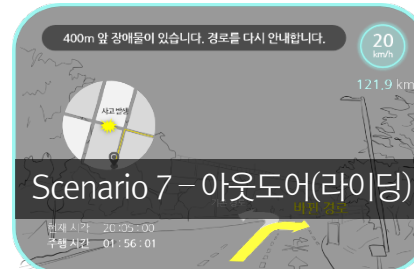 400m 앞 장애물이 있습니다. 경로를 다시 안내합니다.
20
km/h
121.9 km
사고 발생
Scenario 7 – 아웃도어(라이딩)
바뀐 경로
현재 시각 20:05:00
주행 시간 01:56:01